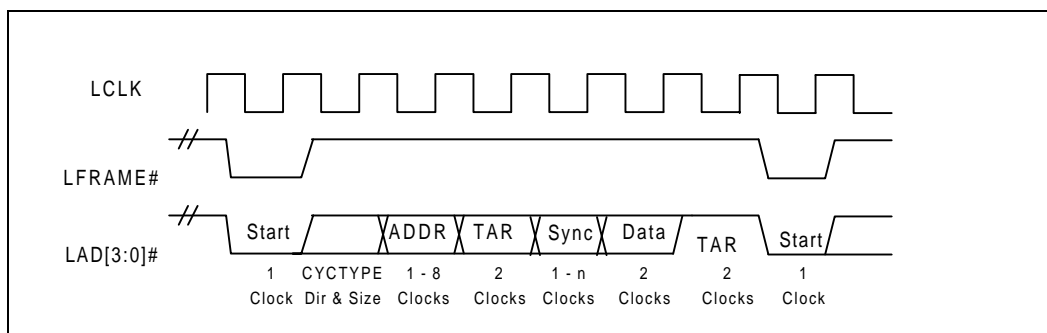 LCLK
LFRAME#
LAD[3:0]#
Start ADDR TAR Sync Data TAR Start
1 CYCTYPE 1 - 8 2 1 - n 2 2 1
Clock Dir & Size Clocks Clocks Clocks Clocks Clocks Clock